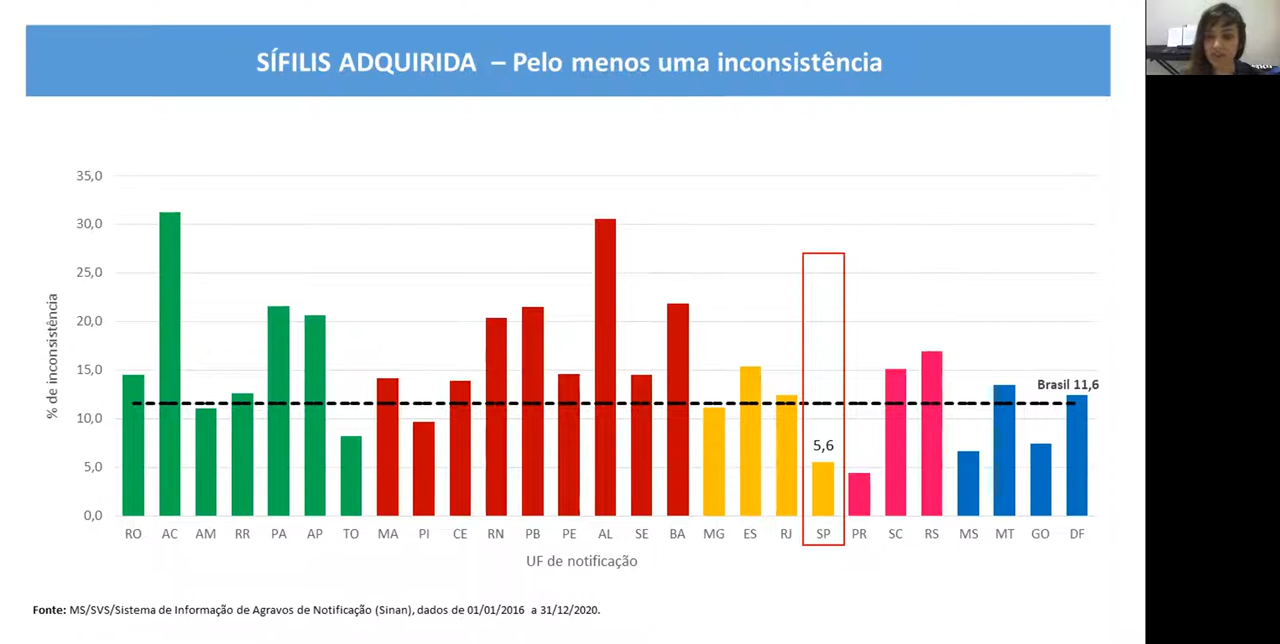 SÍFILIS ADQUIRIDA – Pelo menos uma inconsistência
35,0
30,0
25,0
20,0
15,0
10,0
5,0
0,0
% de inconsistência
Brasil 11,6
5,6
RO AC AM RR PA AP TO MA PI CE RN PB PE AL SE BA MG ES RJ SP PR SC RS MS MT GO DF
UF de notificação
Fonte: MS/SVS/Sistema de Informação de Agravos de Notificação (Sinan), dados de 01/01/2016 a 31/12/2020.